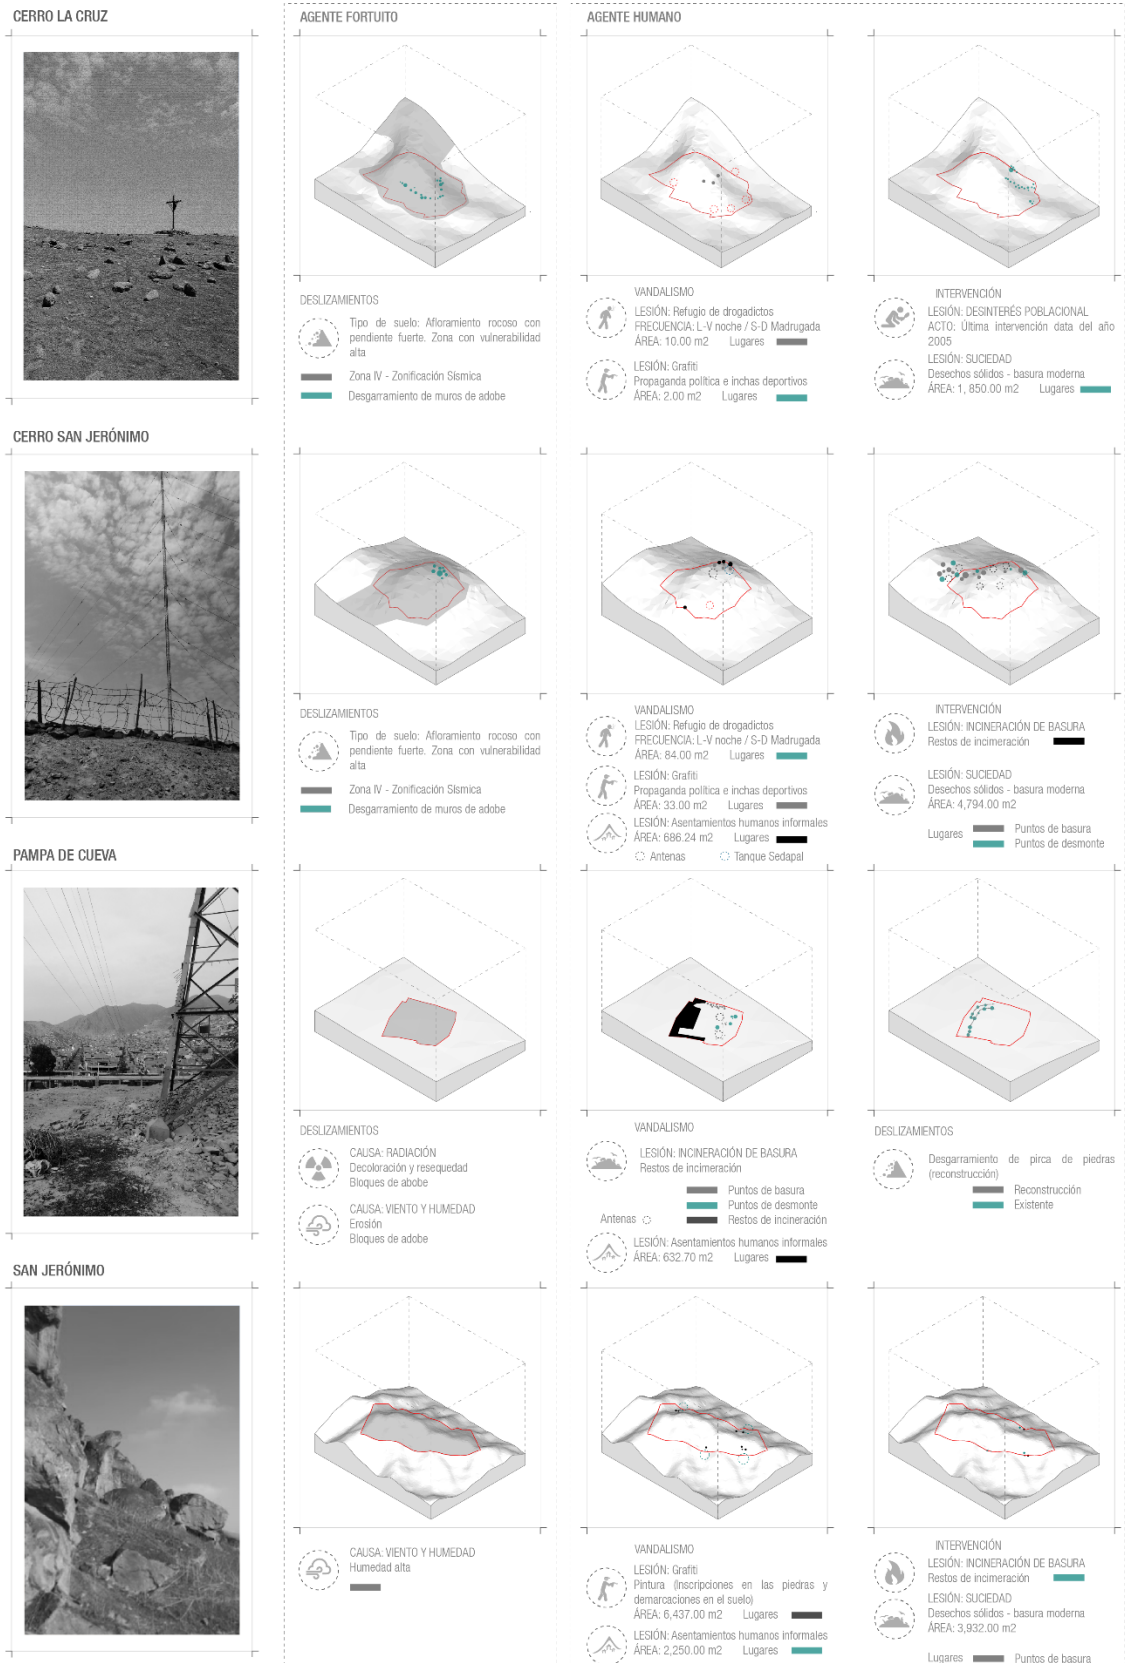 CERRO LA CRUZ
AGENTE FORTUITO
AGENTE HUMANO
DESLIZAMIENTOS
Tipo de suelo: Afloramiento rocoso con
pendiente fuerte. Zona con vulnerabilidad
alta
Zona IV - Zonificación Sísmica
Desgarramiento de muros de adobe
VANDALISMO
LESIÓN: Refugio de drogadictos
FRECUENCIA: L-V noche / S-D Madrugada
ÁREA: 10.00 m2 Lugares
LESIÓN: Grafiti
Propaganda política e inchas deportivos
ÁREA: 2.00 m2 Lugares
INTERVENCIÓN
LESIÓN: DESINTERÉS POBLACIONAL
ACTO: Última intervención data del año
2005
LESIÓN: SUCIEDAD
Desechos sólidos - basura moderna
ÁREA: 1, 850.00 m2 Lugares
CERRO SAN JERÓNIMO
DESLIZAMIENTOS
Tipo de suelo: Afloramiento rocoso con
pendiente fuerte. Zona con vulnerabilidad
alta
Zona IV - Zonificación Sísmica
Desgarramiento de muros de adobe
VANDALISMO
LESIÓN: Refugio de drogadictos
FRECUENCIA: L-V noche / S-D Madrugada
ÁREA: 84.00 m2 Lugares
LESIÓN: Grafiti
Propaganda política e inchas deportivos
ÁREA: 33.00 m2 Lugares
LESIÓN: Asentamientos humanos informales
ÁREA: 686.24 m2 Lugares
Antenas Tanque Sedapal
INTERVENCIÓN
LESIÓN: INCINERACIÓN DE BASURA
Restos de incimeración
LESIÓN: SUCIEDAD
Desechos sólidos - basura moderna
ÁREA: 4,794.00 m2
Lugares Puntos de basura
Puntos de desmonte
PAMPA DE CUEVA
DESLIZAMIENTOS
CAUSA: RADIACIÓN
Decoloración y resequedad
Bloques de abobe
CAUSA: VIENTO Y HUMEDAD
Erosión
Bloques de adobe
VANDALISMO
LESIÓN: INCINERACIÓN DE BASURA
Restos de incimeración
Puntos de basura
Puntos de desmonte
Antenas Restos de incineración
LESIÓN: Asentamientos humanos informales
ÁREA: 632.70 m2 Lugares
DESLIZAMIENTOS
Desgarramiento de pirca de piedras
(reconstrucción)
Reconstrucción
Existente
SAN JERÓNIMO
CAUSA: VIENTO Y HUMEDAD
Humedad alta
VANDALISMO
LESIÓN: Grafiti
Pintura (Inscripciones en las piedras y
demarcaciones en el suelo)
ÁREA: 6,437.00 m2 Lugares
LESIÓN: Asentamientos humanos informales
ÁREA: 2,250.00 m2 Lugares
INTERVENCIÓN
LESIÓN: INCINERACIÓN DE BASURA
Restos de incimeración
LESIÓN: SUCIEDAD
Desechos sólidos - basura moderna
ÁREA: 3,932.00 m2
Lugares Puntos de basura